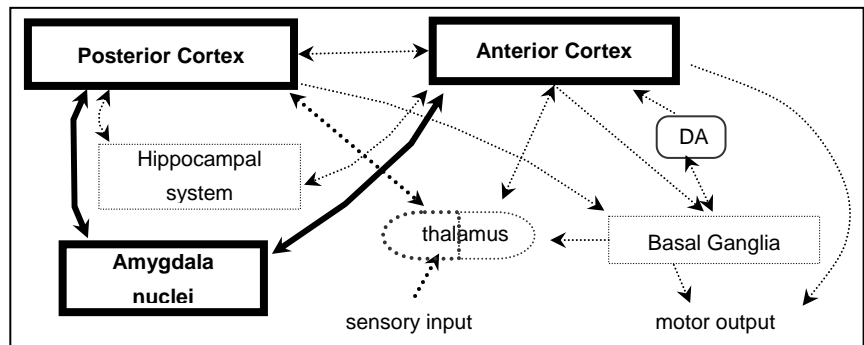 Posterior Cortex
Anterior Cortex
DA
Hippocampal
system
thalamus
Basal Ganglia
Amygdala
nuclei
sensory input
motor output